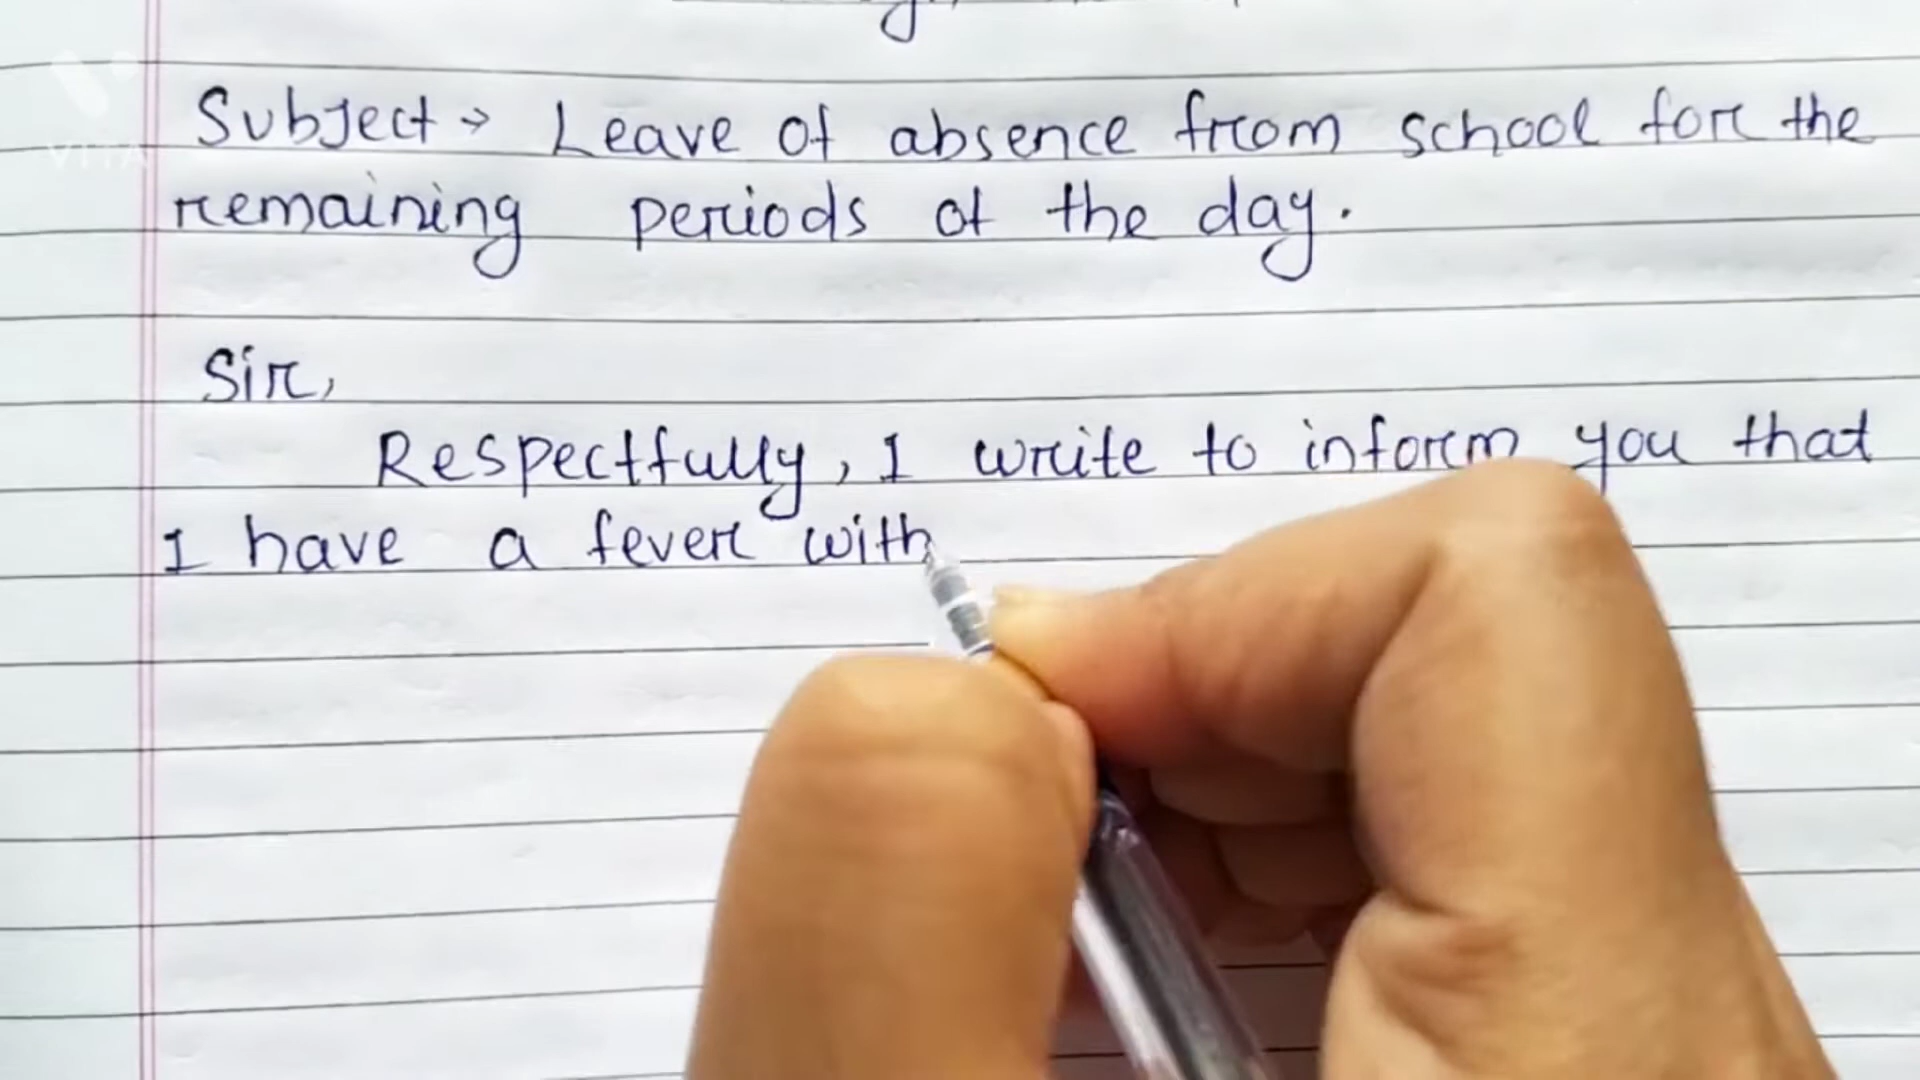 VITA
Subject → Leave of absence from school for the
remaining periods of the day.
Sir,
Respectfully, I write to inform you that
I have a fever with